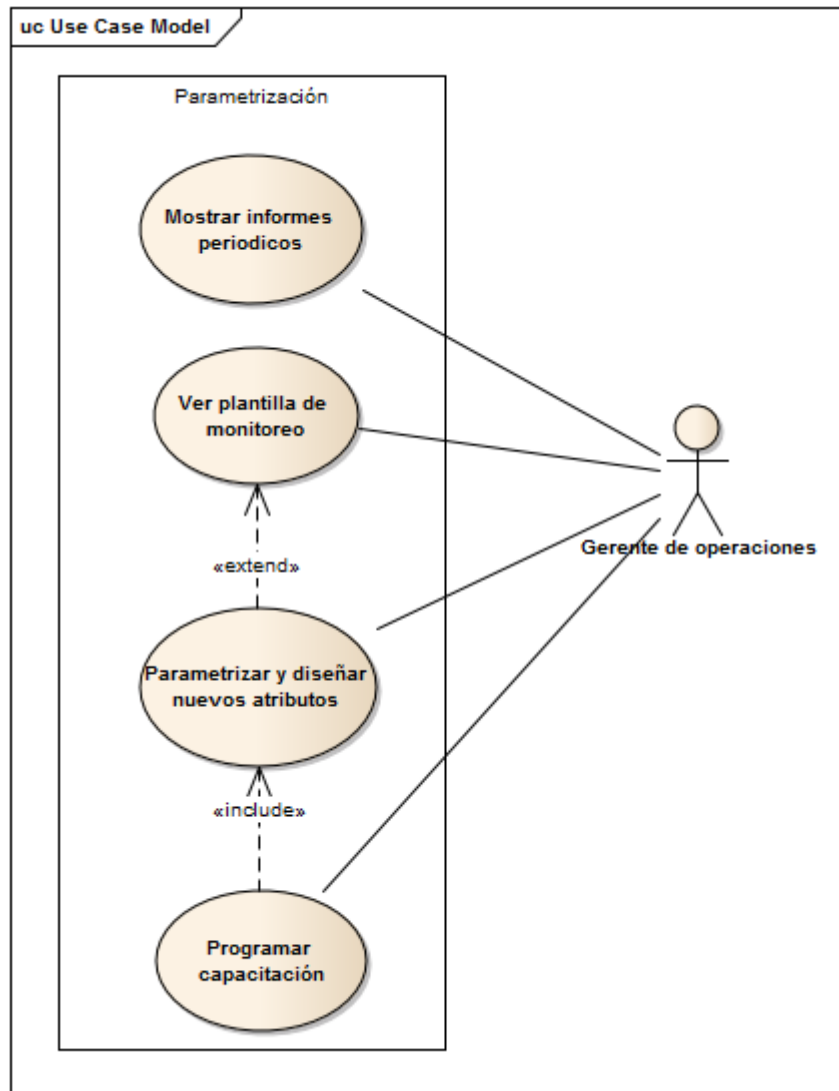 uc Use Case Model
Parametrización
Mostrar informes
periodicos
Ver plantilla de
monitoreo
«extend»
Gerente de operaciones
Parametrizar y diseñar
nuevos atributos
«include»
Programar
capacitación